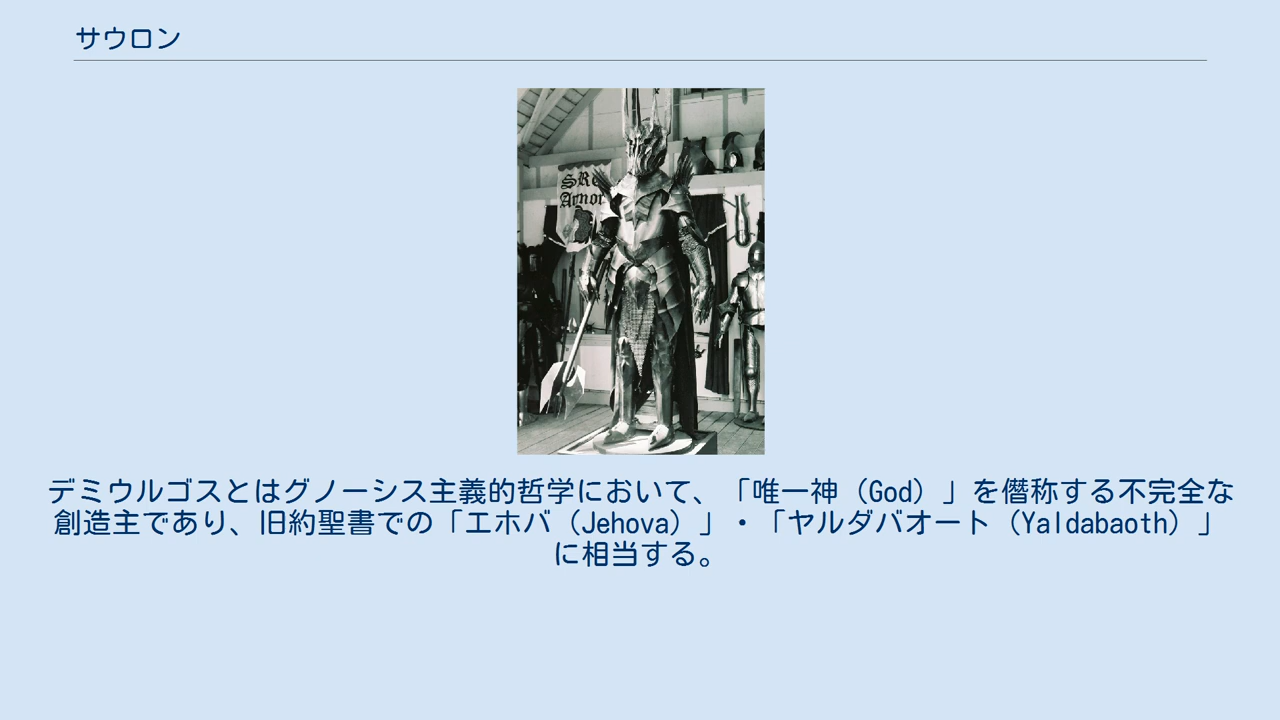 サウロン
SRC
Armor
デミウルゴスとはグノーシス主義的哲学において、「唯一神（God）」を僭称する不完全な
創造主であり、旧約聖書での「エホバ（Jehova）」・「ヤルダバオート（Yaldabaoth）」
に相当する。